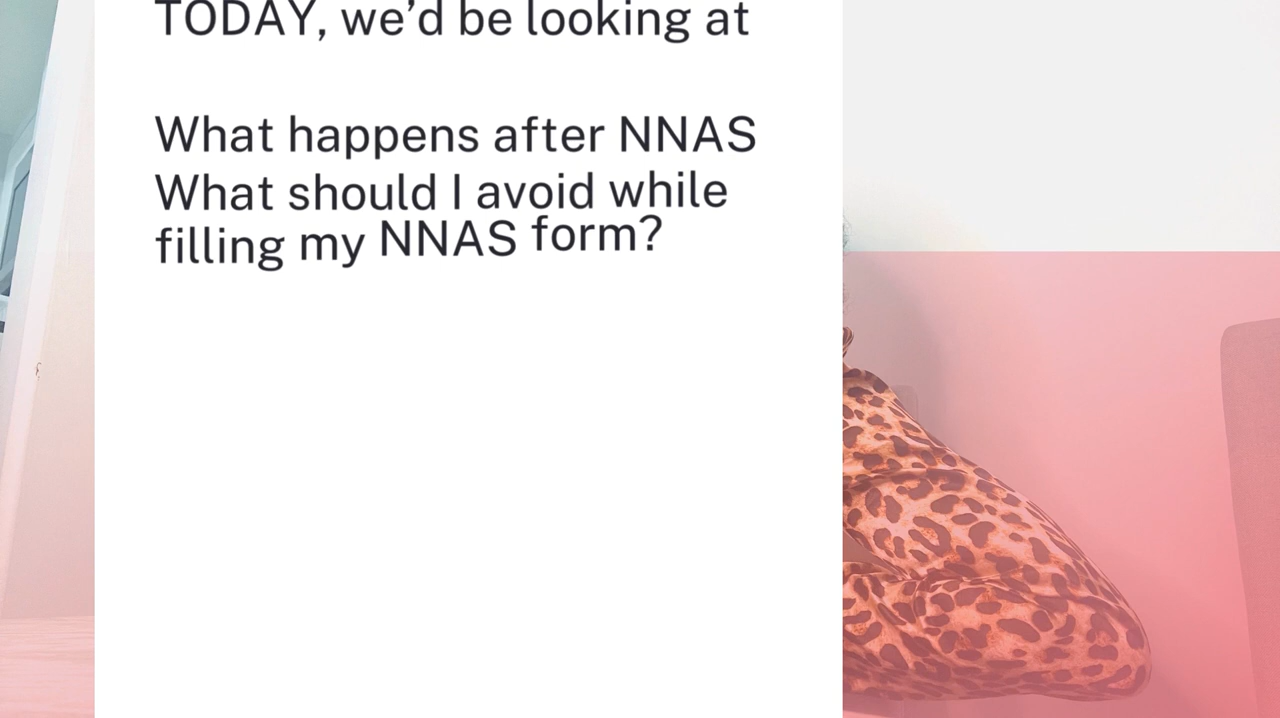 TODAY, we’d be looking at
What happens after NNAS
What should I avoid while
filling my NNAS form?